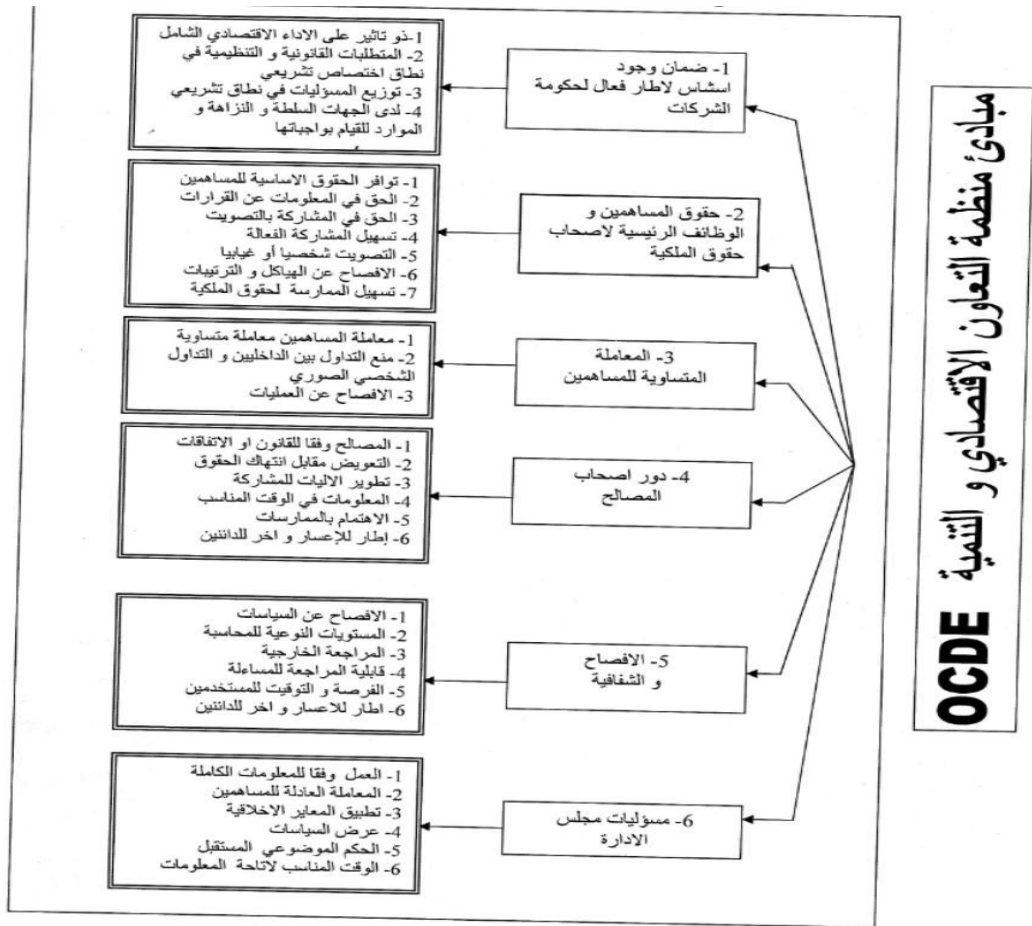 مبادئ منظمة التعاون الاقتصادي و التنمية OCDE
1- ضمان وجود
اسشاس لاطار فعال لحكومة
الشركات
1-ذو تاثير على الاداء الاقتصادي الشامل
2- المتطلبات القانونية و التنظيمية في
نطاق اختصاص تشريعي
3- توزيع المسؤليات في نطاق تشريعي
4- لدى الجهات السلطة و النزاهة و
الموارد للقيام بواجباتها
2- حقوق المساهمين و
الوظائف الرئيسية لاصحاب
حقوق الملكية
1- توافر الحقوق الاساسية للمساهمين
2- الحق في المعلومات عن القرارات
3- الحق في المشاركة بالتصويت
4- تسهيل المشاركة الفعالة
5- التصويت شخصيا أو غيابيا
6- الافصاح عن الهياكل و الترتيبات
7- تسهيل الممارسة لحقوق الملكية
3- المعاملة
المتساوية للمساهمين
1- معاملة المساهمين معاملة متساوية
2- منع التداول بين الداخليين و التداول
الشخصي الصوري
3- الافصاح عن العمليات
4- دور اصحاب
المصالح
1- المصالح وفقا للقانون او الاتفاقات
2- التعويض مقابل انتهاك الحقوق
3- تطوير الاليات للمشاركة
4- المعلومات في الوقت المناسب
5- الاهتمام بالممارسات
6- إطار للإعسار و اخر للدائنين
5- الافصاح
و الشفافية
1- الافصاح عن السياسات
2- المستويات النوعية للمحاسبة
3- المراجعة الخارجية
4- قابلية المراجعة للمساءلة
5- الفرصة و التوقيت للمستخدمين
6- اطار للاعسار و اخر للدائنين
6- مسؤليات مجلس
الادارة
1- العمل وفقا للمعلومات الكاملة
2- المعاملة العادلة للمساهمين
3- تطبيق المعاير الاخلاقية
4- عرض السياسات
5- الحكم الموضوعي المستقبل
6- الوقت المناسب لاتاحة المعلومات